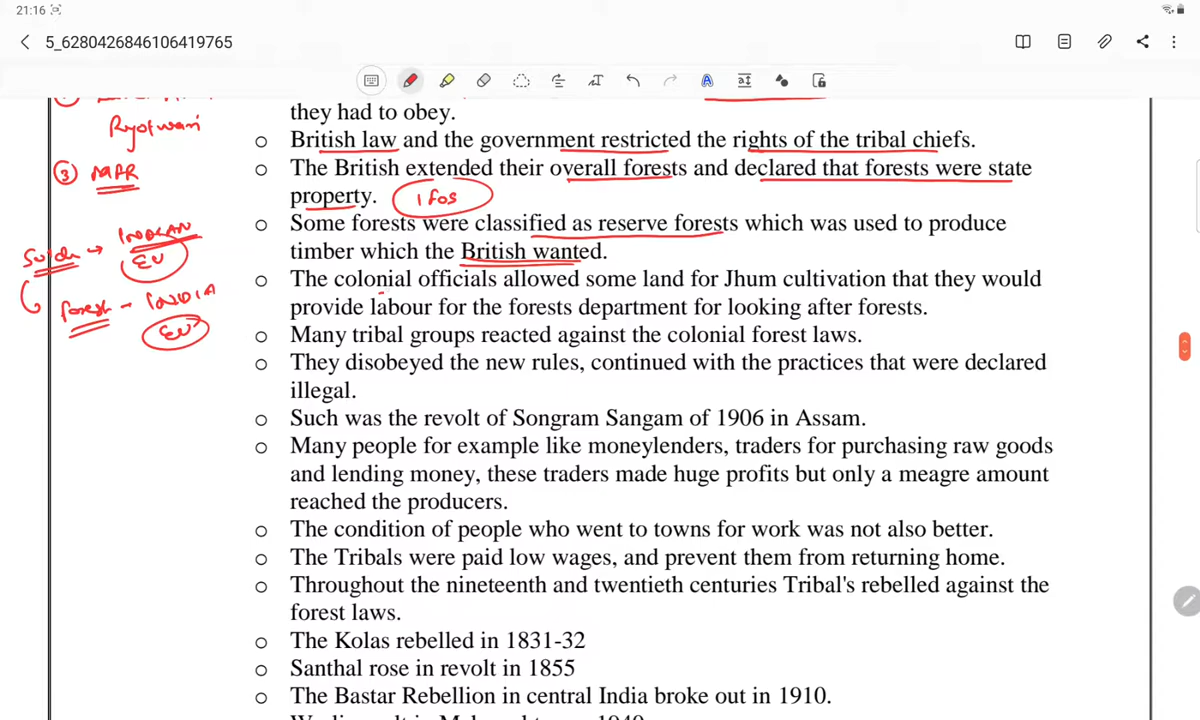 21:16
5_6280426846106419765
they had to obey.
Ryotwari
○ British law and the government restricted the rights of the tribal chiefs.
③
○ The British extended their overall forests and declared that forests were state
property. IFoS
○ Some forests were classified as reserve forests which was used to produce
timber which the British wanted.
EU
○ The colonial officials allowed some land for Jhum cultivation that they would
provide labour for the forests department for looking after forests.
forest - INDIA
○ Many tribal groups reacted against the colonial forest laws.
○ They disobeyed the new rules, continued with the practices that were declared
illegal.
○ Such was the revolt of Songram Sangam of 1906 in Assam.
○ Many people for example like moneylenders, traders for purchasing raw goods
and lending money, these traders made huge profits but only a meagre amount
reached the producers.
○ The condition of people who went to towns for work was not also better.
○ The Tribals were paid low wages, and prevent them from returning home.
○ Throughout the nineteenth and twentieth centuries Tribal's rebelled against the
forest laws.
○ The Kolas rebelled in 1831-32
○ Santhal rose in revolt in 1855
○ The Bastar Rebellion in central India broke out in 1910.